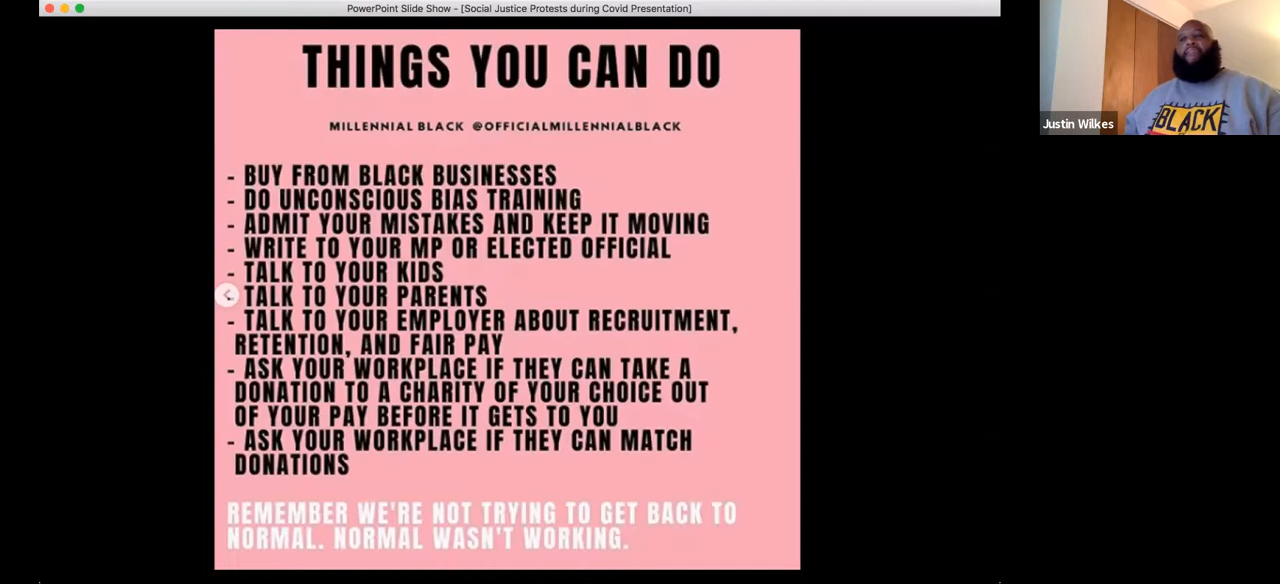 PowerPoint Slide Show - [Social Justice Protests during Covid Presentation]
THINGS YOU CAN DO
MILLENNIAL BLACK @OFFICIALMILLENNIALBLACK
- BUY FROM BLACK BUSINESSES
- DO UNCONSCIOUS BIAS TRAINING
- ADMIT YOUR MISTAKES AND KEEP IT MOVING
- WRITE TO YOUR MP OR ELECTED OFFICIAL
- TALK TO YOUR KIDS
- TALK TO YOUR PARENTS
- TALK TO YOUR EMPLOYER ABOUT RECRUITMENT,
RETENTION, AND FAIR PAY
- ASK YOUR WORKPLACE IF THEY CAN TAKE A
DONATION TO A CHARITY OF YOUR CHOICE OUT
OF YOUR PAY BEFORE IT GETS TO YOU
- ASK YOUR WORKPLACE IF THEY CAN MATCH
DONATIONS
REMEMBER WE'RE NOT TRYING TO GET BACK TO
NORMAL. NORMAL WASN'T WORKING.
BLACK
Justin Wilkes